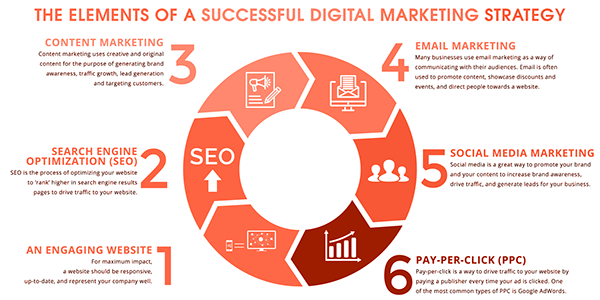 THE ELEMENTS OF A SUCCESSFUL DIGITAL MARKETING STRATEGY
CONTENT MARKETING
Content marketing uses creative and original
content for the purpose of generating brand
awareness, traffic growth, lead generation
and targeting customers.
3
4
EMAIL MARKETING
Many businesses use email marketing as a way of
communicating with their audiences. Email is often
used to promote content, showcase discounts and
events, and direct people towards a website.
SEARCH ENGINE
OPTIMIZATION (SEO)
SEO is the process of optimizing your website
to 'rank' higher in search engine results
pages to drive traffic to your website.
2
SEO
5
SOCIAL MEDIA MARKETING
Social media is a great way to promote your brand
and your content to increase brand awareness,
drive traffic, and generate leads for your business.
AN ENGAGING WEBSITE
For maximum impact,
a website should be responsive,
up-to-date, and represent your company well.
1
6
PAY-PER-CLICK (PPC)
Pay-per-click is a way to drive traffic to your website by
paying a publisher every time your ad is clicked. One
of the most common types of PPC is Google AdWords.